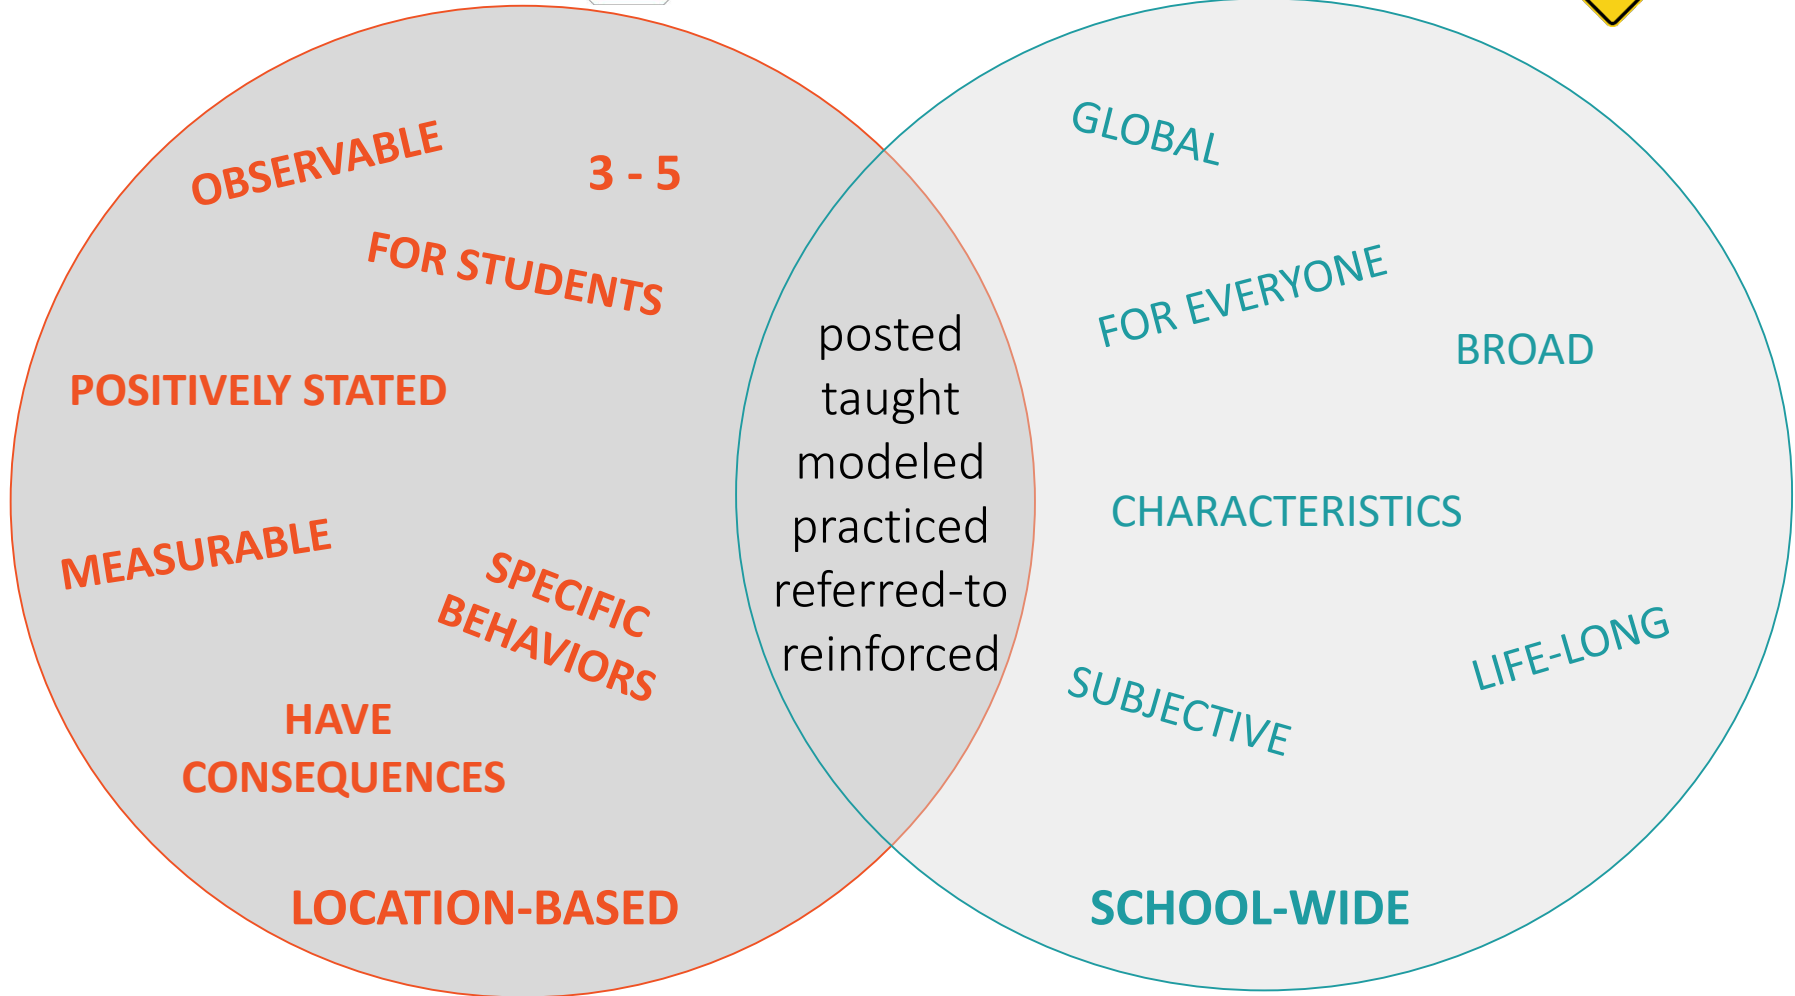 OBSERVABLE
3 - 5
FOR STUDENTS
POSITIVELY STATED
MEASURABLE
SPECIFIC
BEHAVIORS
HAVE
CONSEQUENCES
LOCATION-BASED
posted
taught
modeled
practiced
referred-to
reinforced
GLOBAL
FOR EVERYONE
BROAD
CHARACTERISTICS
LIFE-LONG
SUBJECTIVE
SCHOOL-WIDE